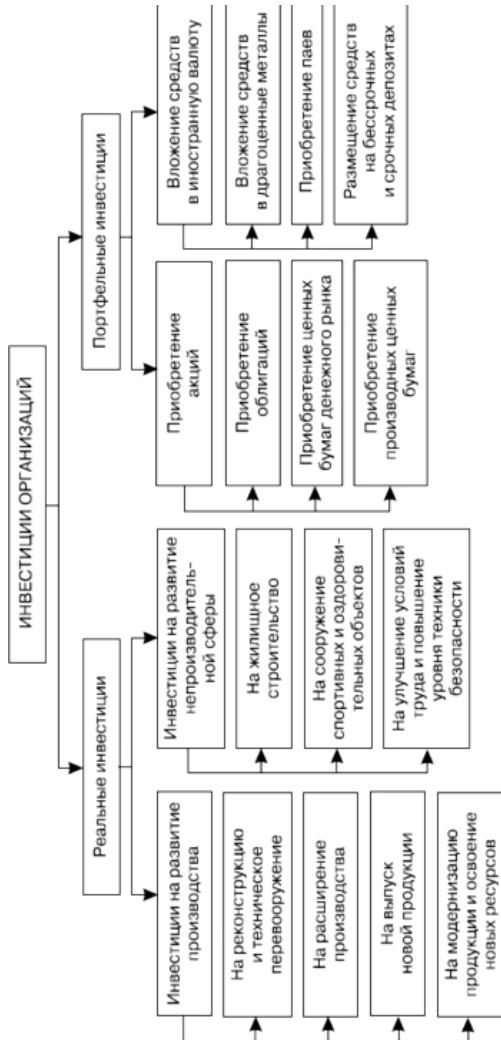 ИНВЕСТИЦИИ ОРГАНИЗАЦИЙ
Реальные инвестиции
Портфельные инвестиции
Инвестиции на развитие
производства
На реконструкцию
и техническое
перевооружение
На расширение
производства
На выпуск
новой продукции
На модернизацию
продукции и освоение
новых ресурсов
Инвестиции на развитие
непроизводитель-
ной сферы
На жилищное
строительство
На сооружение
спортивных и оздорови-
тельных объектов
На улучшение условий
труда и повышение
уровня техники
безопасности
Приобретение
акций
Приобретение
облигаций
Приобретение ценных
бумаг денежного рынка
Приобретение
производных ценных
бумаг
Вложение средств
в иностранную валюту
Вложение средств
в драгоценные металлы
Приобретение паев
Размещение средств
на бессрочных
и срочных депозитах